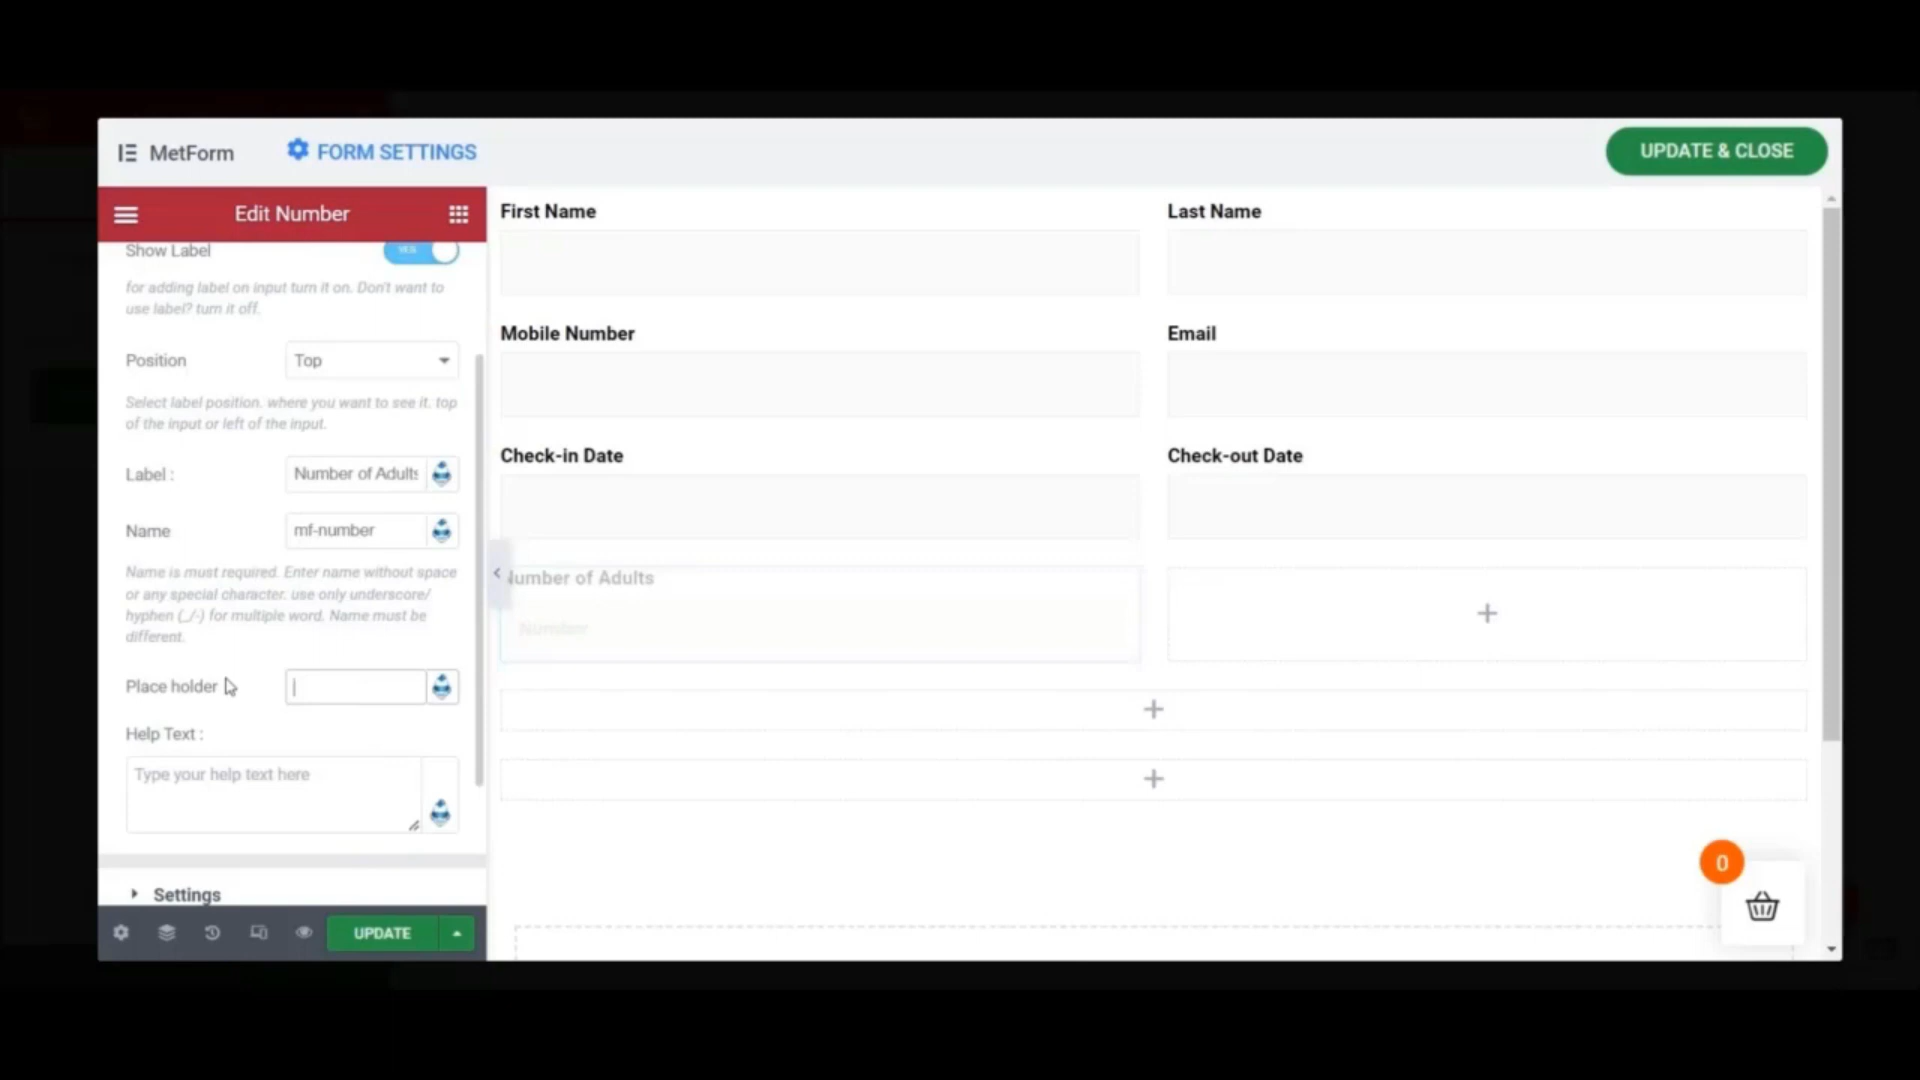 MetForm
FORM SETTINGS
UPDATE & CLOSE
Edit Number
Show Label
YES
for adding label on input turn it on. Don't want to
use label? turn it off.
Position
Top
Select label position. where you want to see it. top
of the input or left of the input.
Label :
Number of Adults
Name
mf-number
Name is must required. Enter name without space
or any special character. use only underscore/
hyphen (_/-) for multiple word. Name must be
different.
Place holder
Help Text :
Type your help text here
Settings
UPDATE
First Name
Last Name
Mobile Number
Email
Check-in Date
Check-out Date
Number of Adults
Number
0